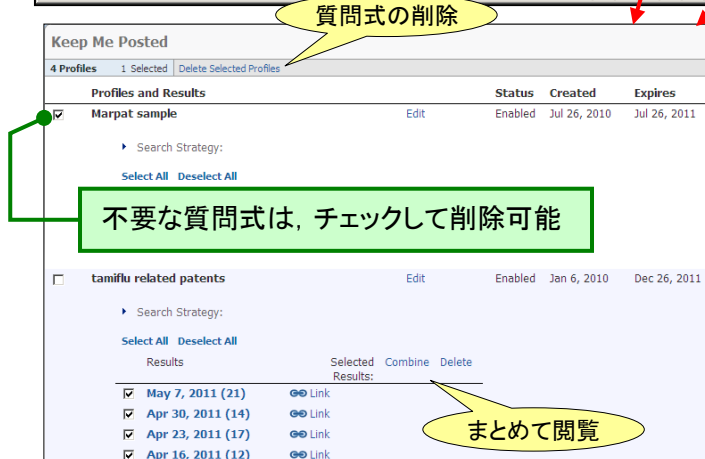 質問式の削除
Keep Me Posted
4 Profiles 1 Selected Delete Selected Profiles
Profiles and Results Status Created Expires
Marpat sample Edit Enabled Jul 26, 2010 Jul 26, 2011
Search Strategy:
Select All Deselect All
不要な質問式は, チェックして削除可能
tamiflu related patents Edit Enabled Jan 6, 2010 Dec 26, 2011
Search Strategy:
Select All Deselect All
Results Selected Results: Combine Delete
May 7, 2011 (21) Link
Apr 30, 2011 (14) Link
Apr 23, 2011 (17) Link
まとめて閲覧
Apr 16, 2011 (12) Link